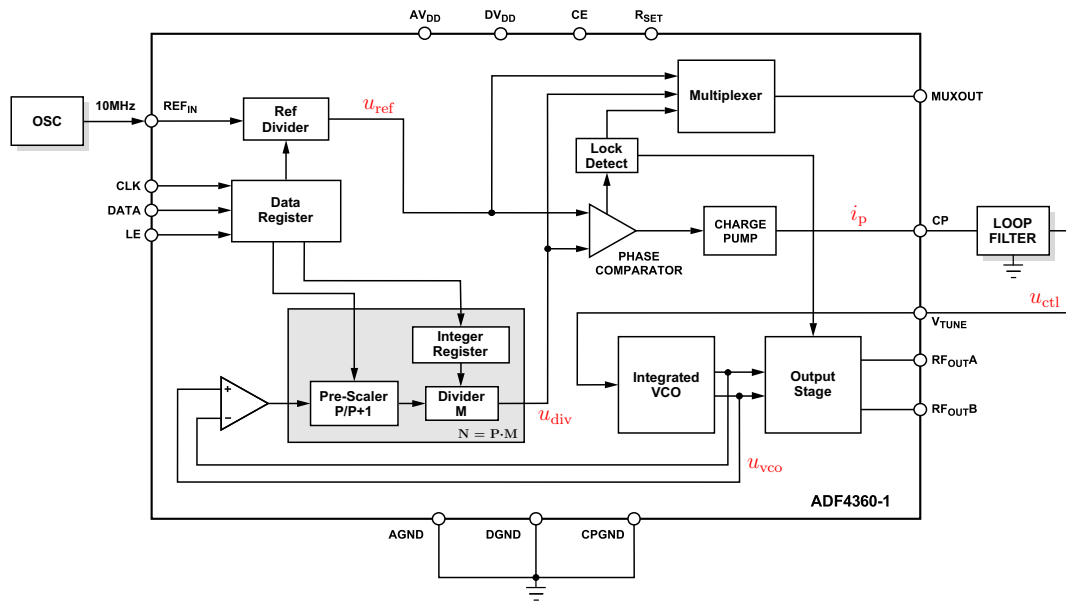 AVDD
DVDD
CE
RSET
OSC
10MHz
REFIN
Ref
Divider
uref
Multiplexer
MUXOUT
Lock
Detect
CLK
DATA
LE
Data
Register
PHASE
COMPARATOR
CHARGE
PUMP
ip
CP
LOOP
FILTER
uctl
VTUNE
Integer
Register
Pre-Scaler
P/P+1
Divider
M
N = P·M
udiv
+
−
Integrated
VCO
Output
Stage
RFOUTA
RFOUTB
uvco
ADF4360-1
AGND
DGND
CPGND